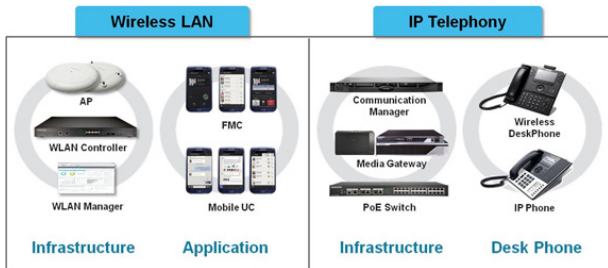 Wireless LAN
IP Telephony
AP
WLAN Controller
WLAN Manager
Infrastructure
FMC
Mobile UC
Application
Communication
Manager
Media Gateway
PoE Switch
Infrastructure
Wireless
DeskPhone
IP Phone
Desk Phone